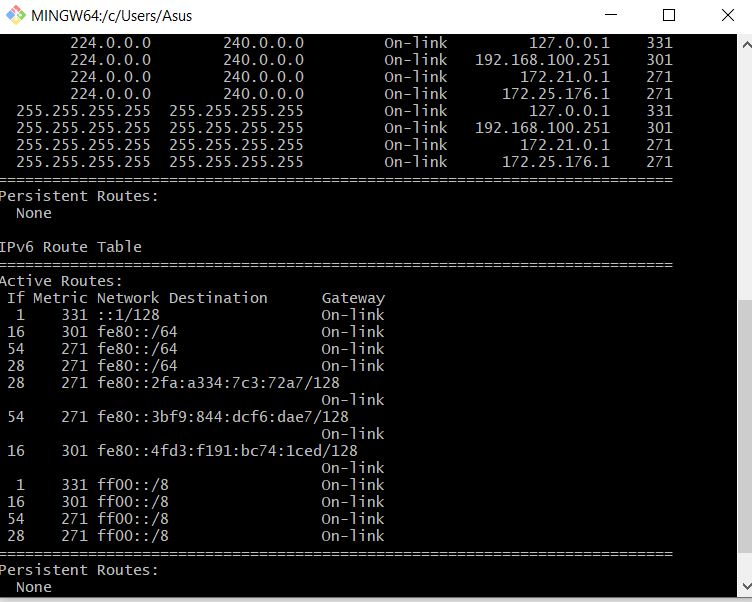 MINGW64:/c/Users/Asus
224.0.0.0 240.0.0.0 On-link 127.0.0.1 331
224.0.0.0 240.0.0.0 On-link 192.168.100.251 301
224.0.0.0 240.0.0.0 On-link 172.21.0.1 271
224.0.0.0 240.0.0.0 On-link 172.25.176.1 271
255.255.255.255 255.255.255.255 On-link 127.0.0.1 331
255.255.255.255 255.255.255.255 On-link 192.168.100.251 301
255.255.255.255 255.255.255.255 On-link 172.21.0.1 271
255.255.255.255 255.255.255.255 On-link 172.25.176.1 271
===========================================================================
Persistent Routes:
None
IPv6 Route Table
===========================================================================
Active Routes:
If Metric Network Destination Gateway
1 331 ::1/128 On-link
16 301 fe80::/64 On-link
54 271 fe80::/64 On-link
28 271 fe80::/64 On-link
28 271 fe80::2fa:a334:7c3:72a7/128
On-link
54 271 fe80::3bf9:844:dcf6:dae7/128
On-link
16 301 fe80::4fd3:f191:bc74:1ced/128
On-link
1 331 ff00::/8 On-link
16 301 ff00::/8 On-link
54 271 ff00::/8 On-link
28 271 ff00::/8 On-link
===========================================================================
Persistent Routes:
None